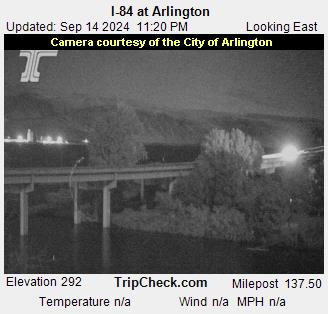 I-84 at Arlington
Updated: Sep 14 2024 11:20 PM Looking East
Camera courtesy of the City of Arlington
Elevation 292 TripCheck.com Milepost 137.50
Temperature n/a Wind n/a MPH n/a